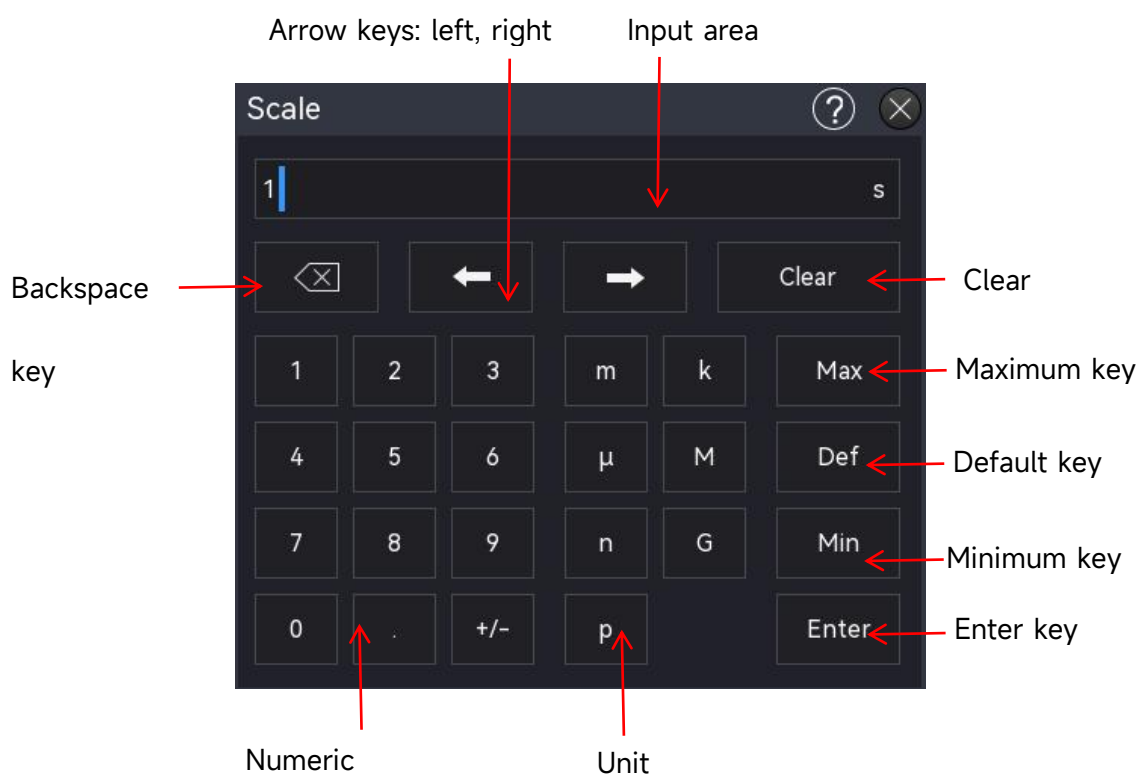 Arrow keys: left, right Input area
Scale ?
1 s
Backspace Clear Clear
key 1 2 3 m k Max Maximum key
4 5 6 µ M Def Default key
7 8 9 n G Min Minimum key
0 . +/- p Enter Enter key
Numeric Unit